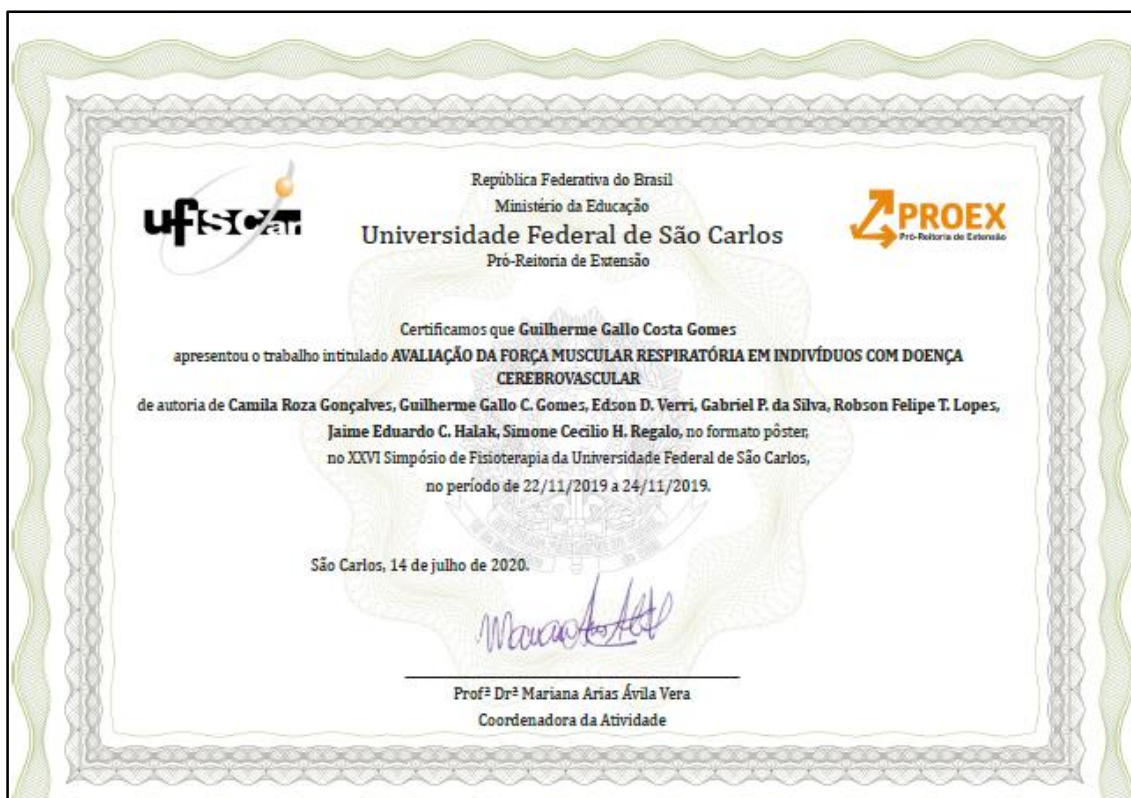 ufscar
PROEX
Pró-Reitoria de Extensão
República Federativa do Brasil
Ministério da Educação
Universidade Federal de São Carlos
Pró-Reitoria de Extensão
Certificamos que Guilherme Gallo Costa Gomes
apresentou o trabalho intitulado AVALIAÇÃO DA FORÇA MUSCULAR RESPIRATÓRIA EM INDIVÍDUOS COM DOENÇA
CEREBROVASCULAR
de autoria de Camila Roza Gonçalves, Guilherme Gallo C. Gomes, Edson D. Verri, Gabriel P. da Silva, Robson Felipe T. Lopes,
Jaime Eduardo C. Halak, Simone Cecilio H. Regalo, no formato pôster,
no XXVI Simpósio de Fisioterapia da Universidade Federal de São Carlos,
no período de 22/11/2019 a 24/11/2019.
São Carlos, 14 de julho de 2020.
Profª Drª Mariana Arias Ávila Vera
Coordenadora da Atividade